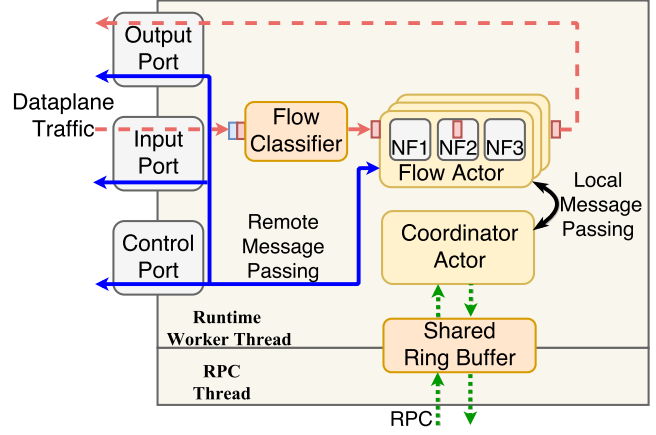 Output
Port
Dataplane
Traffic
Input
Port
Control
Port
Flow
Classifier
NF1
NF2
NF3
Flow Actor
Local
Message
Passing
Remote
Message
Passing
Coordinator
Actor
Runtime
Worker Thread
Shared
Ring Buffer
RPC
Thread
RPC